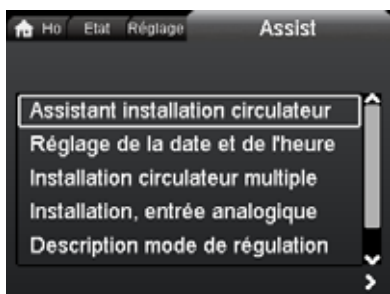 Ho Etat Réglage Assist
Assistant installation circulateur
Réglage de la date et de l'heure
Installation circulateur multiple
Installation, entrée analogique
Description mode de régulation